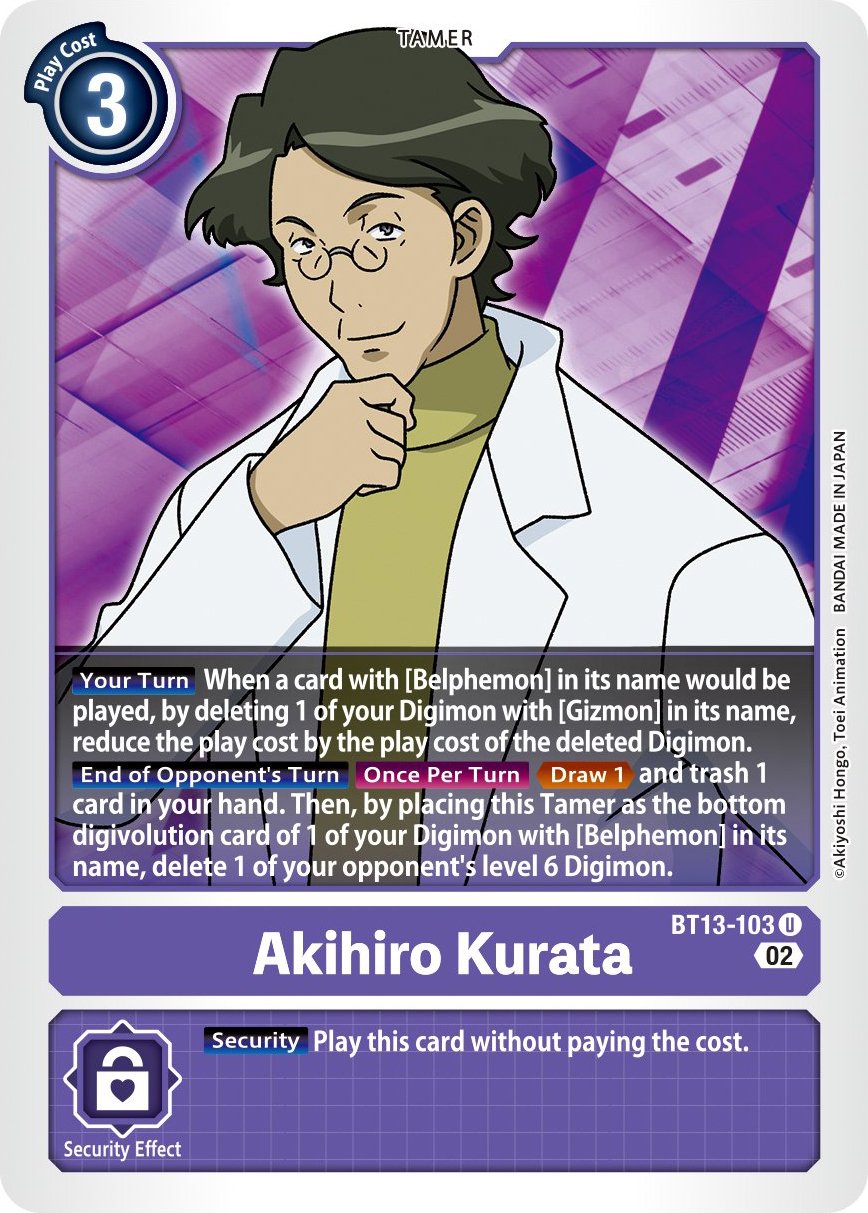 TAMER
Play Cost
3
Your Turn When a card with [Belphemon] in its name would be
played, by deleting 1 of your Digimon with [Gizmon] in its name,
reduce the play cost by the play cost of the deleted Digimon.
End of Opponent's Turn Once Per Turn Draw 1 and trash 1
card in your hand. Then, by placing this Tamer as the bottom
digivolution card of 1 of your Digimon with [Belphemon] in its
name, delete 1 of your opponent's level 6 Digimon.
©Akiyoshi Hongo, Toei Animation BANDAI MADE IN JAPAN
BT13-103 U
Akihiro Kurata
02
Security Play this card without paying the cost.
Security Effect